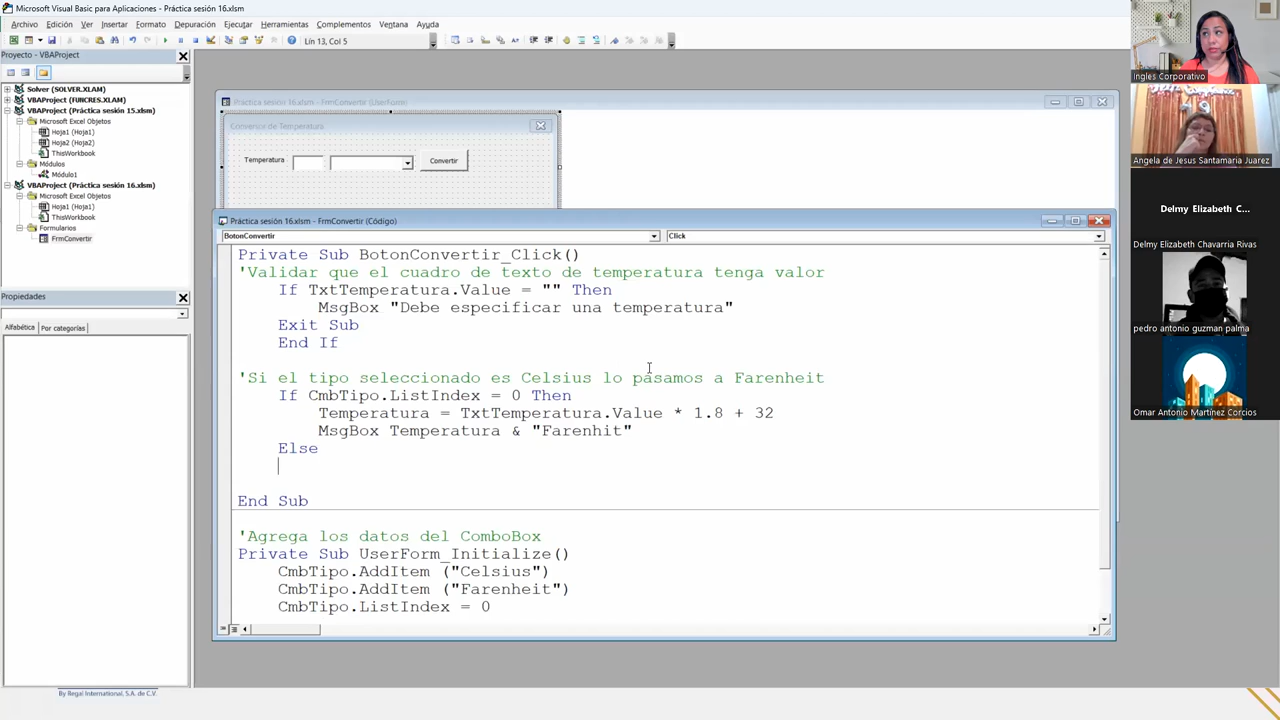 Microsoft Visual Basic para Aplicaciones - Práctica sesión 16.xlsm
Archivo Edición Ver Insertar Formato Depuración Ejecutar Herramientas Complementos Ventana Ayuda
Lín 13, Col 5
Proyecto - VBAProject
Solver (SOLVER.XLAM)
VBAProject (FUNCRES.XLAM)
VBAProject (Práctica sesión 15.xlsm)
Microsoft Excel Objetos
Hoja1 (Hoja1)
Hoja2 (Hoja2)
ThisWorkbook
Módulos
Módulo1
VBAProject (Práctica sesión 16.xlsm)
Microsoft Excel Objetos
Hoja1 (Hoja1)
ThisWorkbook
Formularios
FrmConvertir
Propiedades
Alfabética Por categorías
Práctica sesión 16.xlsm - FrmConvertir (UserForm)
Conversor de Temperatura
Temperatura
Convertir
Práctica sesión 16.xlsm - FrmConvertir (Código)
BotonConvertir
Click
Private Sub BotonConvertir_Click()
'Validar que el cuadro de texto de temperatura tenga valor
If TxtTemperatura.Value = "" Then
MsgBox "Debe especificar una temperatura"
Exit Sub
End If
'Si el tipo seleccionado es Celsius lo pasamos a Farenheit
If CmbTipo.ListIndex = 0 Then
Temperatura = TxtTemperatura.Value * 1.8 + 32
MsgBox Temperatura & "Farenhit"
Else
End Sub
'Agrega los datos del ComboBox
Private Sub UserForm_Initialize()
CmbTipo.AddItem ("Celsius")
CmbTipo.AddItem ("Farenheit")
CmbTipo.ListIndex = 0
By Regal International, S.A. de C.V.
Ingles Corporativo
Angela de Jesus Santamaria Juarez
Delmy Elizabeth C...
Delmy Elizabeth Chavarria Rivas
pedro antonio guzman palma
Omar Antonio Martínez Corcios